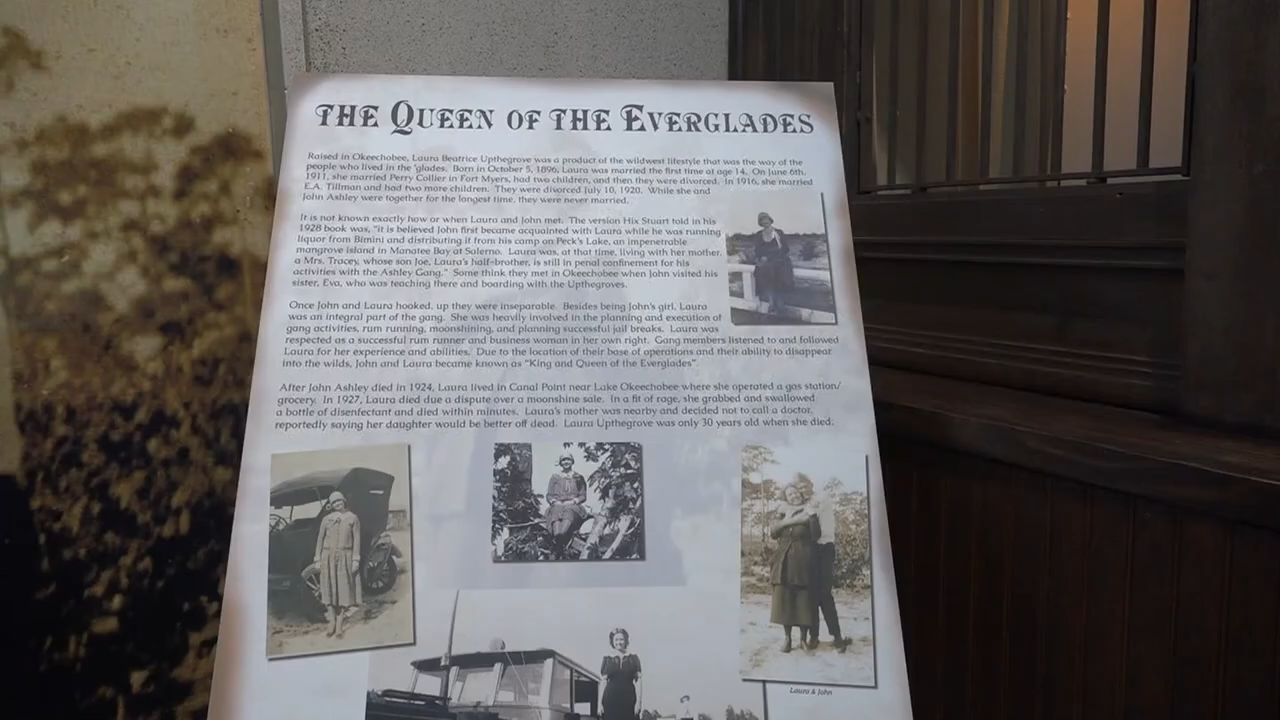 THE QUEEN OF THE EVERGLADES
Raised in Okeechobee, Laura Beatrice Upthegrove was a product of the wildwest lifestyle that was the way of the
people who lived in the 'glades. Born in October 5, 1896, Laura was married the first time at age 14. On June 6th,
1911, she married Perry Collier in Fort Myers, had two children, and then they were divorced. In 1916, she married
E.A. Tillman and had two more children. They were divorced July 10, 1920. While she and
John Ashley were together for the longest time, they were never married.
It is not known exactly how or when Laura and John met. The version Hix Stuart told in his
1928 book was, "it is believed John first became acquainted with Laura while he was running
liquor from Bimini and distributing it from his camp on Peck's Lake, an impenetrable
mangrove island in Manatee Bay at Salerno. Laura was, at that time, living with her mother,
a Mrs. Tracey, whose son Joe, Laura's half-brother, is still in penal confinement for his
activities with the Ashley Gang." Some think they met in Okeechobee when John visited his
sister, Eva, who was teaching there and boarding with the Upthegroves.
Once John and Laura hooked, up they were inseparable. Besides being John's girl, Laura
was an integral part of the gang. She was heavily involved in the planning and execution of
gang activities, rum running, moonshining, and planning successful jail breaks. Laura was
respected as a successful rum runner and business woman in her own right. Gang members listened to and followed
Laura for her experience and abilities. Due to the location of their base of operations and their ability to disappear
into the wilds, John and Laura became known as "King and Queen of the Everglades".
After John Ashley died in 1924, Laura lived in Canal Point near Lake Okeechobee where she operated a gas station/
grocery. In 1927, Laura died due a dispute over a moonshine sale. In a fit of rage, she grabbed and swallowed
a bottle of disenfectant and died within minutes. Laura's mother was nearby and decided not to call a doctor,
reportedly saying her daughter would be better off dead. Laura Upthegrove was only 30 years old when she died.
Laura & John